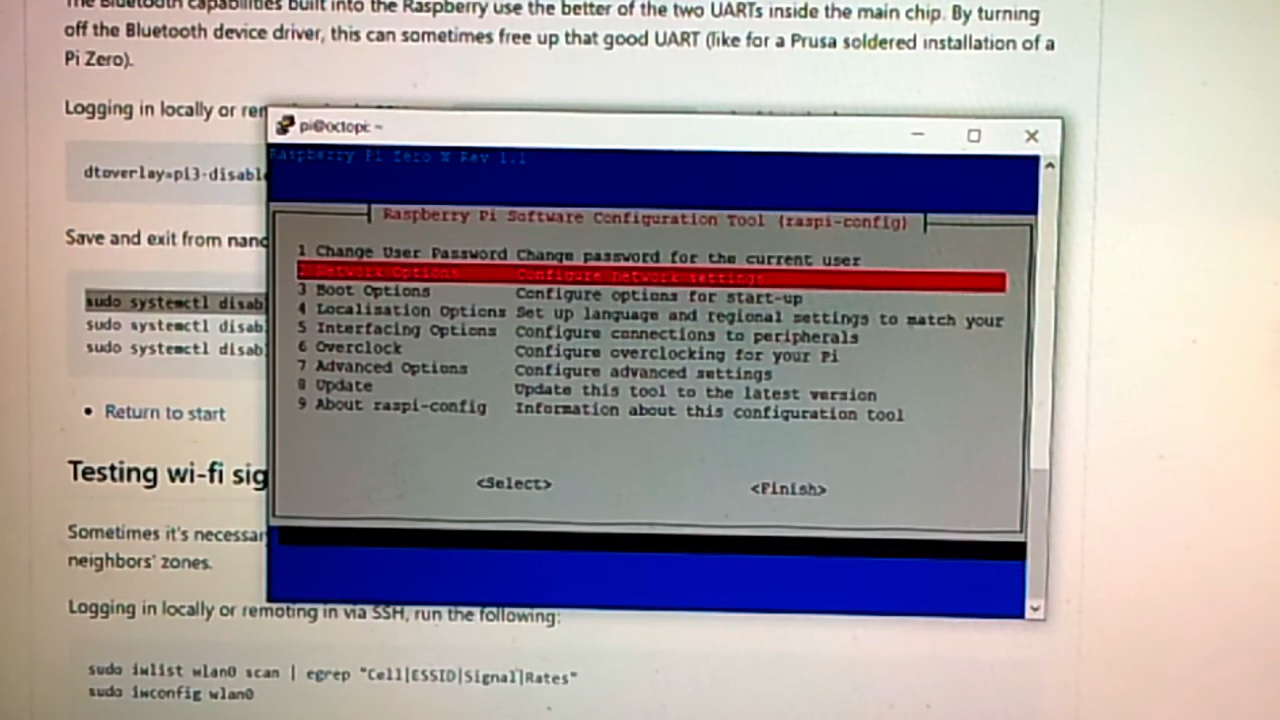 The Bluetooth capabilities built into the Raspberry use the better of the two UARTs inside the main chip. By turning
off the Bluetooth device driver, this can sometimes free up that good UART (like for a Prusa soldered installation of a
Pi Zero).
Logging in locally or
pi@octopi: ~
Raspberry Pi Zero W Rev 1.1
dtoverlay=pi3-disable
Raspberry Pi Software Configuration Tool (raspi-config)
Save and exit from nano
1 Change User Password Change password for the current user
2 Network Options Configure network settings
3 Boot Options Configure options for start-up
4 Localisation Options Set up language and regional settings to match your
5 Interfacing Options Configure connections to peripherals
6 Overclock Configure overclocking for your Pi
7 Advanced Options Configure advanced settings
8 Update Update this tool to the latest version
9 About raspi-config Information about this configuration tool
sudo systemctl disab
sudo systemctl disab
sudo systemctl disab
• Return to start
<Select> <Finish>
Testing wi-fi sig
Sometimes it's necessar
neighbors' zones.
Logging in locally or remoting in via SSH, run the following:
sudo iwlist wlan0 scan | egrep "Cell|ESSID|Signal|Rates"
sudo iwconfig wlan0